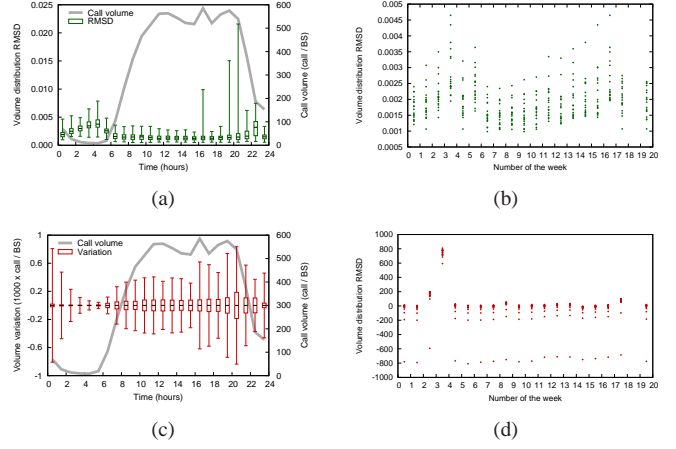 0.025
0.020
0.015
0.010
0.005
0.000
Volume distribution RMSD
Call volume
RMSD
600
500
400
300
200
100
0
Call volume (call / BS)
0 2 4 6 8 10 12 14 16 18 20 22 24
Time (hours)
(a)
0.005
0.0045
0.004
0.0035
0.003
0.0025
0.002
0.0015
0.001
0.0005
Volume distribution RMSD
0 1 2 3 4 5 6 7 8 9 10 11 12 13 14 15 16 17 18 19 20
Number of the week
(b)
1
0.6
0.2
-0.2
-0.6
-1
Volume variation (1000 x call / BS)
Call volume
Variation
600
500
400
300
200
100
0
Call volume (call / BS)
0 2 4 6 8 10 12 14 16 18 20 22 24
Time (hours)
(c)
800
600
400
200
0
-200
-400
-600
-800
-1000
Volume distribution RMSD
0 1 2 3 4 5 6 7 8 9 10 11 12 13 14 15 16 17 18 19 20
Number of the week
(d)